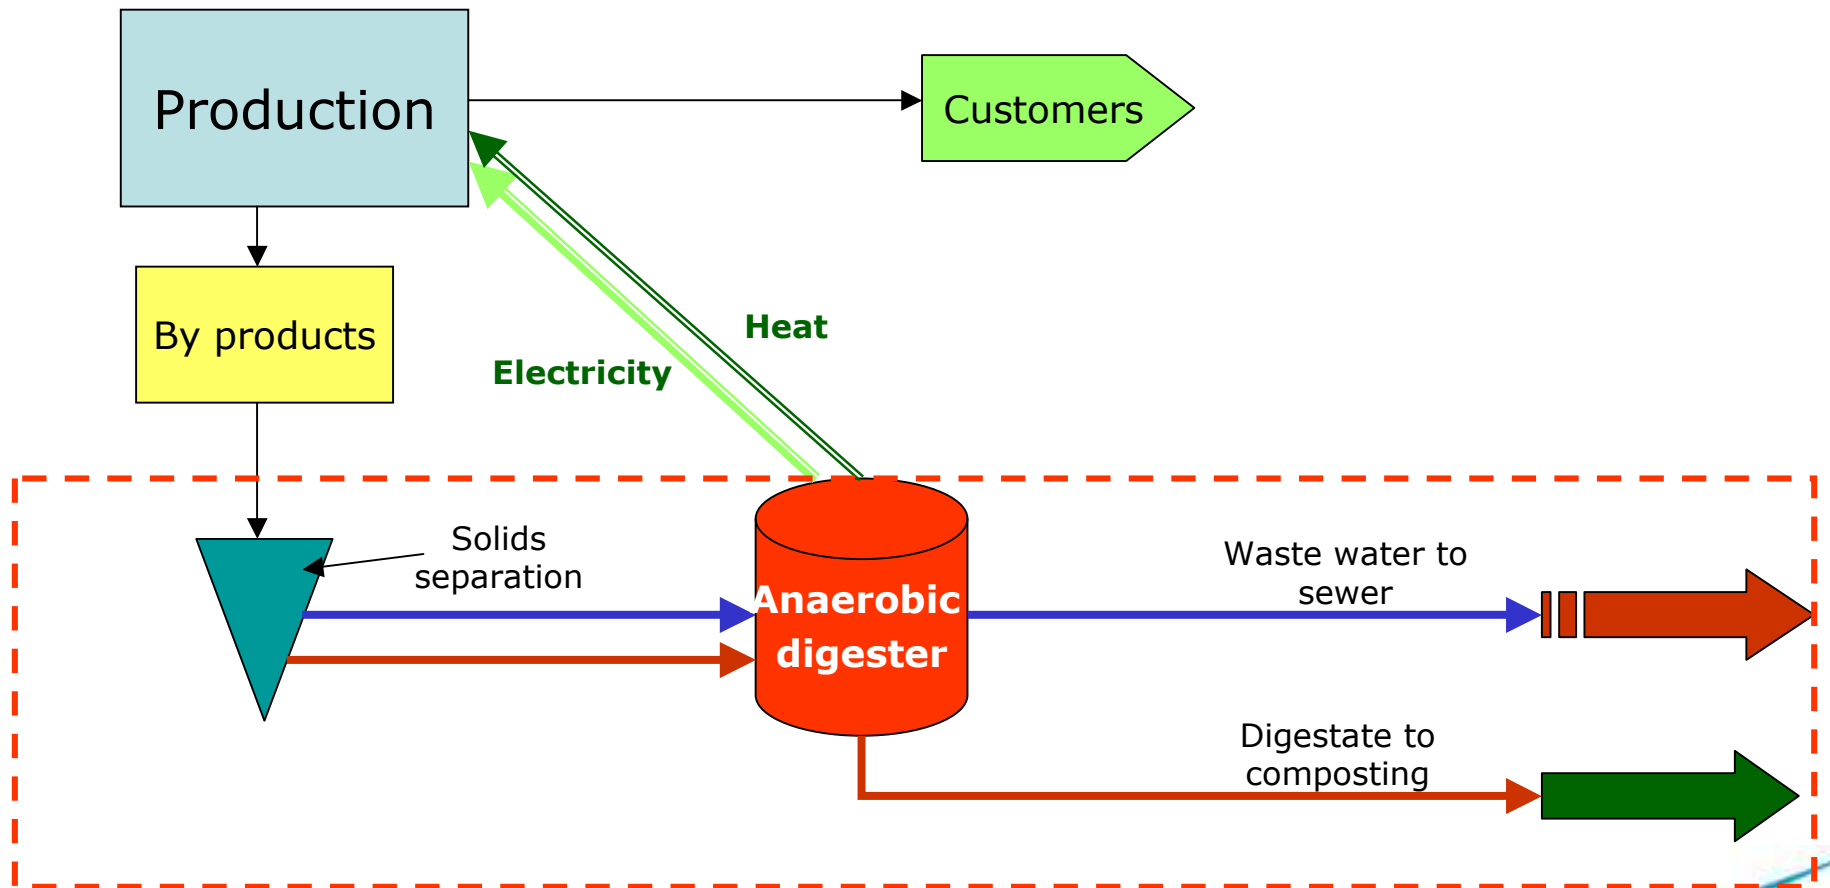 Production
Customers
By products
Heat
Electricity
Solids
separation
Anaerobic
digester
Waste water to
sewer
Digestate to
composting